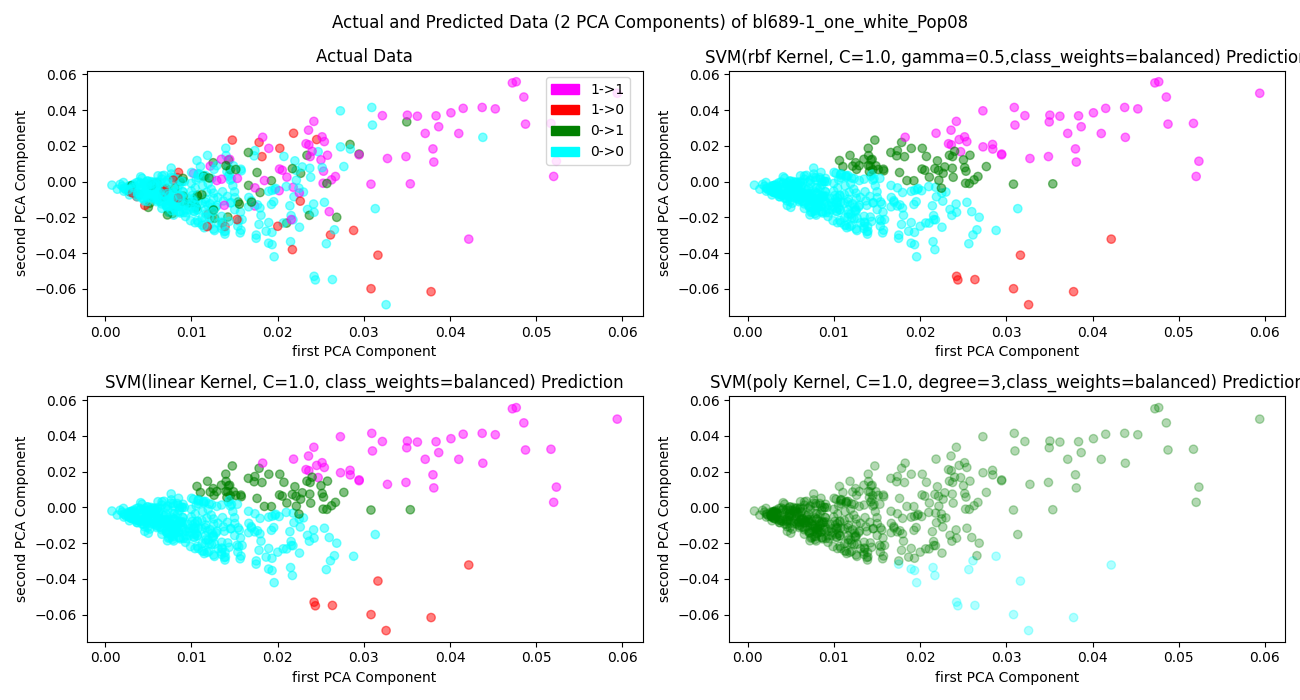 Actual and Predicted Data (2 PCA Components) of bl689-1_one_white_Pop08
Actual Data
0.06
0.04
0.02
0.00
−0.02
−0.04
−0.06
second PCA Component
1->1
1->0
0->1
0->0
0.00 0.01 0.02 0.03 0.04 0.05 0.06
first PCA Component
SVM(rbf Kernel, C=1.0, gamma=0.5,class_weights=balanced) Prediction
0.06
0.04
0.02
0.00
−0.02
−0.04
−0.06
second PCA Component
0.00 0.01 0.02 0.03 0.04 0.05 0.06
first PCA Component
SVM(linear Kernel, C=1.0, class_weights=balanced) Prediction
0.06
0.04
0.02
0.00
−0.02
−0.04
−0.06
second PCA Component
0.00 0.01 0.02 0.03 0.04 0.05 0.06
first PCA Component
SVM(poly Kernel, C=1.0, degree=3,class_weights=balanced) Prediction
0.06
0.04
0.02
0.00
−0.02
−0.04
−0.06
second PCA Component
0.00 0.01 0.02 0.03 0.04 0.05 0.06
first PCA Component